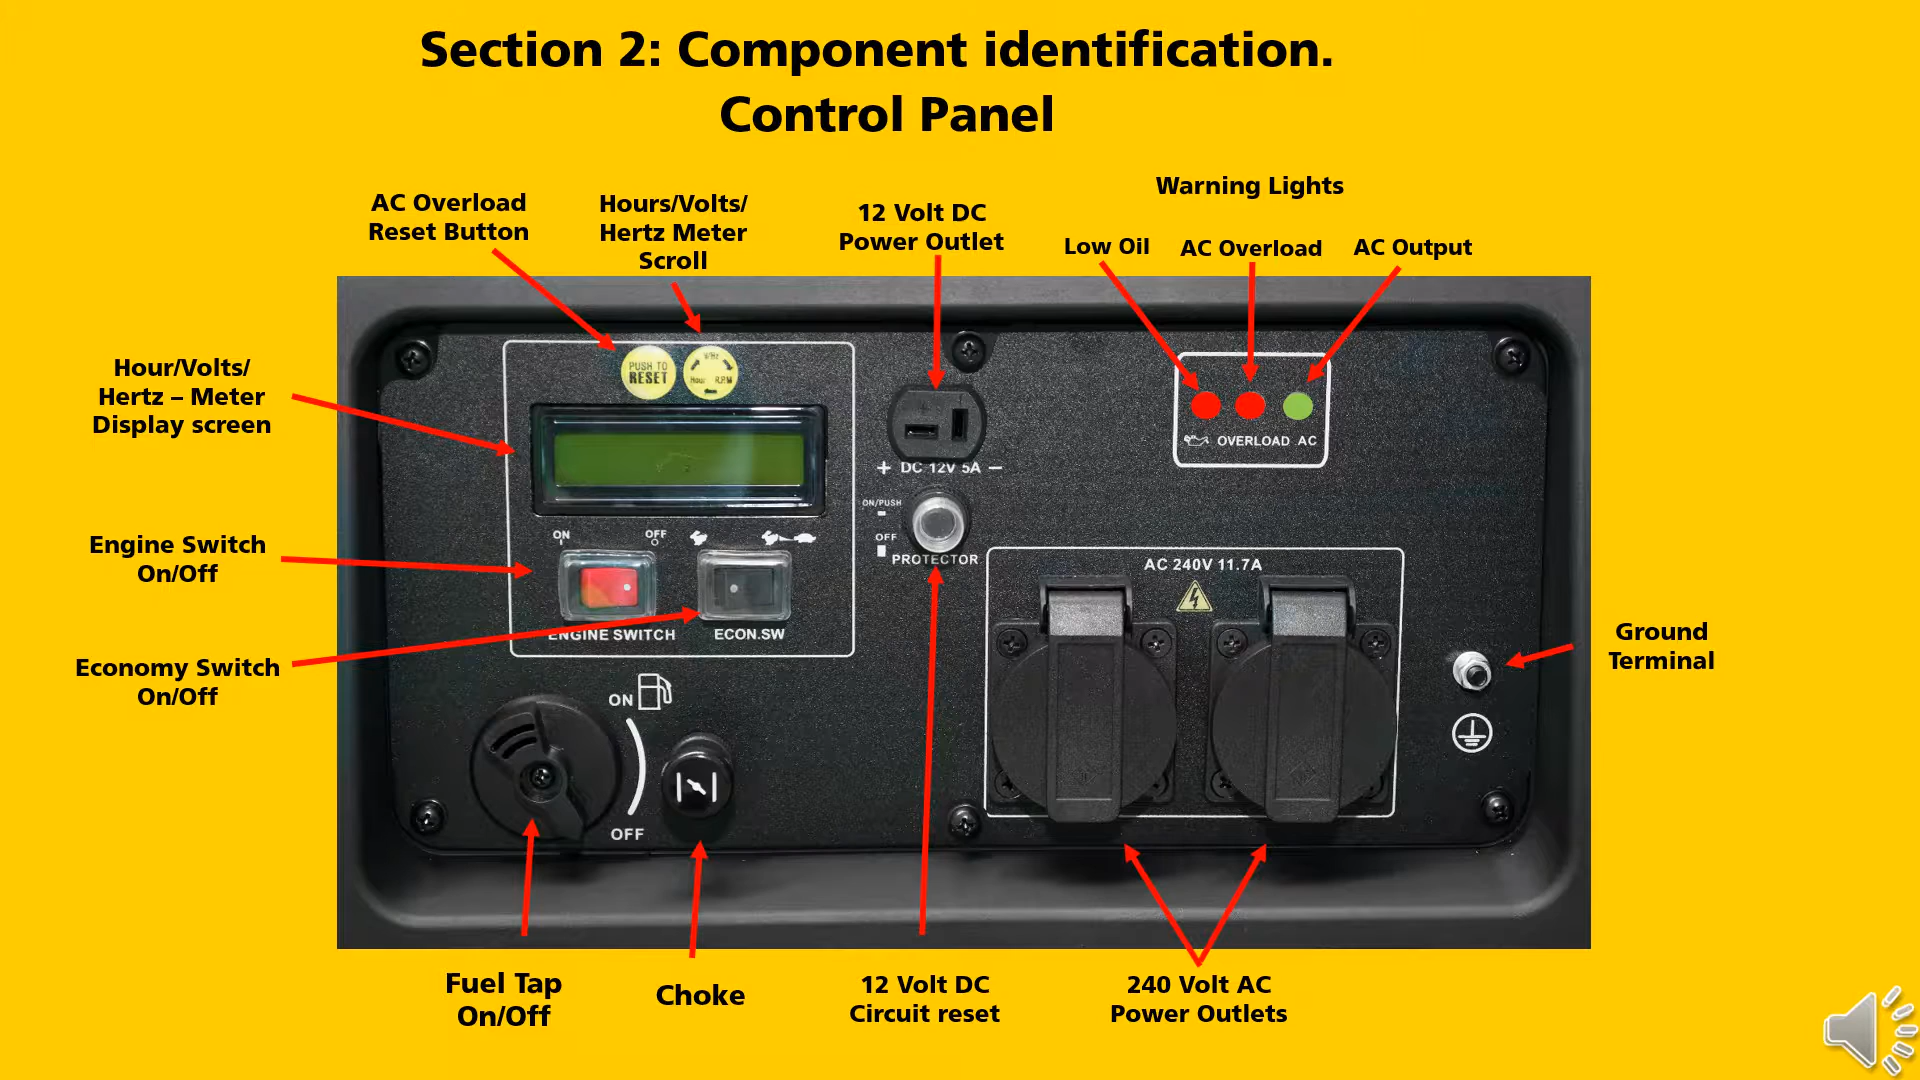 Section 2: Component identification.
Control Panel
AC Overload
Reset Button
Hours/Volts/
Hertz Meter
Scroll
12 Volt DC
Power Outlet
Warning Lights
Low Oil
AC Overload
AC Output
Hour/Volts/
Hertz – Meter
Display screen
Engine Switch
On/Off
Economy Switch
On/Off
PUSH TO
RESET
V/Hz
Hour R.P.M
ON
OFF
ENGINE SWITCH
ECON.SW
+ DC 12V 5A –
ON/PUSH
OFF
PROTECTOR
OVERLOAD AC
AC 240V 11.7A
ON
OFF
Ground
Terminal
Fuel Tap
On/Off
Choke
12 Volt DC
Circuit reset
240 Volt AC
Power Outlets